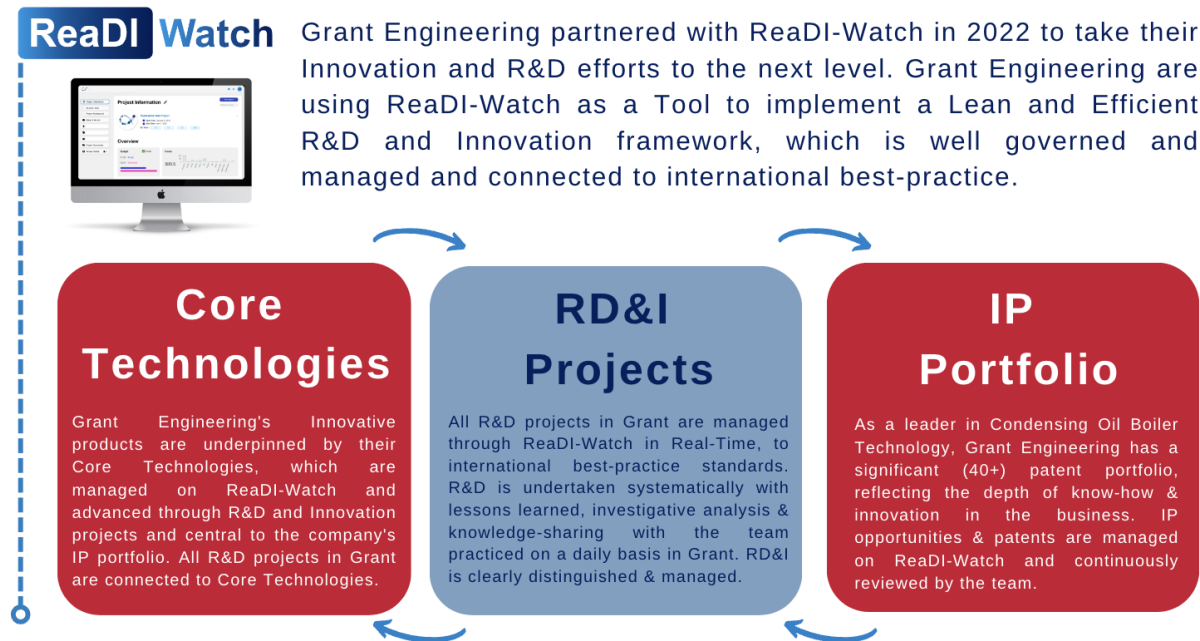 ReaDI Watch
Grant Engineering partnered with ReaDI-Watch in 2022 to take their
Innovation and R&D efforts to the next level. Grant Engineering are
using ReaDI-Watch as a Tool to implement a Lean and Efficient
R&D and Innovation framework, which is well governed and
managed and connected to international best-practice.
Project Information
Overview
Core
Technologies
Grant Engineering's Innovative
products are underpinned by their
Core Technologies, which are
managed on ReaDI-Watch and
advanced through R&D and Innovation
projects and central to the company's
IP portfolio. All R&D projects in Grant
are connected to Core Technologies.
RD&I
Projects
All R&D projects in Grant are managed
through ReaDI-Watch in Real-Time, to
international best-practice standards.
R&D is undertaken systematically with
lessons learned, investigative analysis &
knowledge-sharing with the team
practiced on a daily basis in Grant. RD&I
is clearly distinguished & managed.
IP
Portfolio
As a leader in Condensing Oil Boiler
Technology, Grant Engineering has a
significant (40+) patent portfolio,
reflecting the depth of know-how &
innovation in the business. IP
opportunities & patents are managed
on ReaDI-Watch and continuously
reviewed by the team.